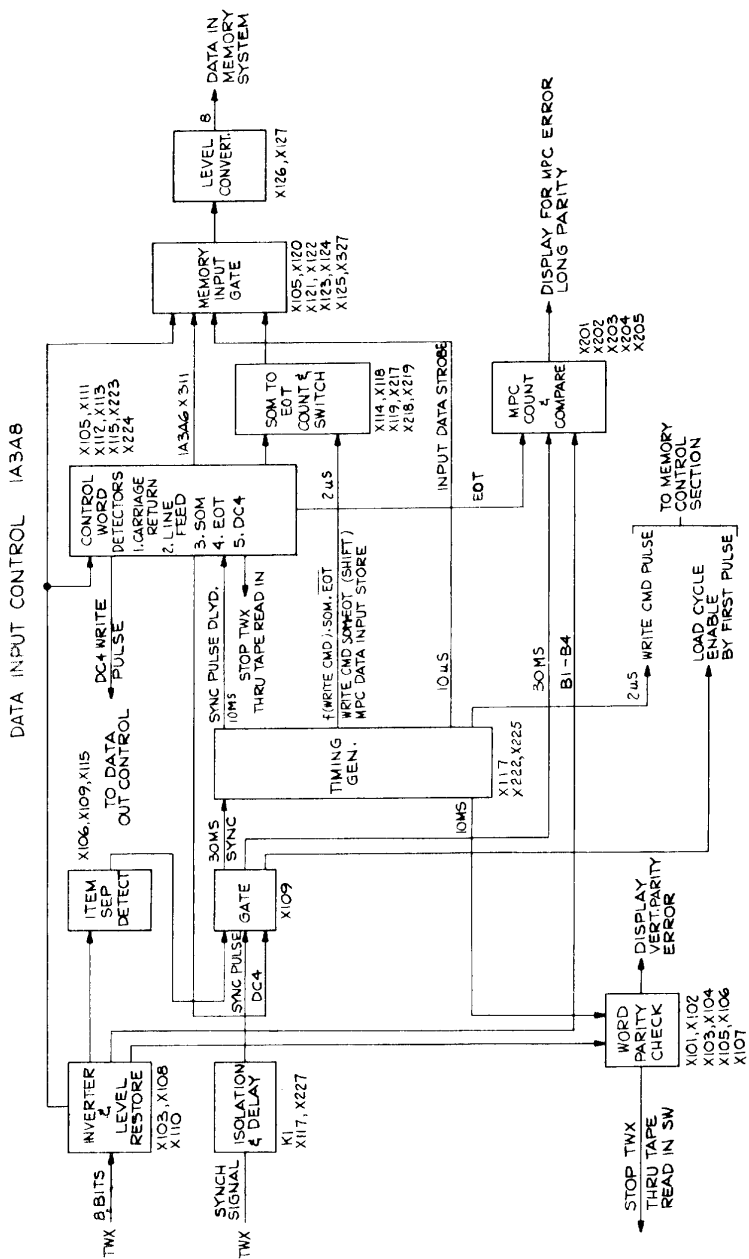 DATA INPUT CONTROL 1A3A8
TWX
8 BITS
INVERTER
&
LEVEL
RESTORE
X103, X108
X110
TWX
SYNCH
SIGNAL
ISOLATION
& DELAY
K1
X117, X227
ITEM
SEP
DETECT
X106, X109, X115
SYNC PULSE
DC4
GATE
X109
30MS
SYNC
TO DATA
OUT CONTROL
DC4 WRITE
PULSE
CONTROL
WORD
DETECTORS
1. CARRIAGE
RETURN
2. LINE
FEED
3. SOM
4. EOT
5. DC4
X105, X111
X112, X113
X115, X223
X224
SYNC PULSE DLYD.
10MS
STOP TWX
THRU TAPE READ IN
TIMING
GEN.
X117
X222, X225
f(WRITE CMD).SOM.EOT
WRITE CMD SOM·EOT (SHIFT)
MPC DATA INPUT STORE
2uS
1A3A6 X311
SOM TO
EOT
COUNT &
SWITCH
X114, X118
X119, X217
X218, X219
MEMORY
INPUT
GATE
X105, X120
X121, X122
X123, X124
X125, X327
LEVEL
CONVERT.
X126, X127
8
DATA IN
MEMORY
SYSTEM
10uS
INPUT DATA STROBE
EOT
30MS
B1-B4
MPC
COUNT
&
COMPARE
X201
X202
X203
X204
X205
DISPLAY FOR MPC ERROR
LONG PARITY
10MS
2uS
WRITE CMD PULSE
LOAD CYCLE
ENABLE
BY FIRST PULSE
TO MEMORY
CONTROL
SECTION
WORD
PARITY
CHECK
X101, X102
X103, X104
X105, X106
X107
DISPLAY
VERT. PARITY
ERROR
STOP TWX
THRU TAPE
READ IN SW